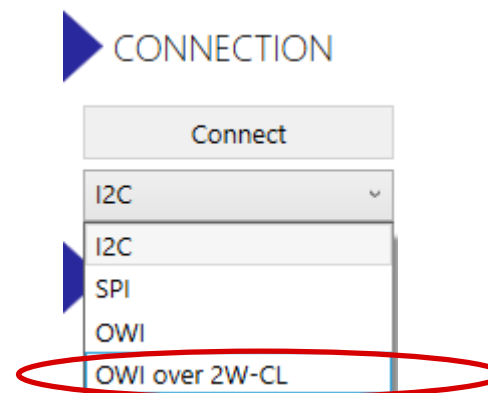 CONNECTION
Connect
I2C
I2C
SPI
OWI
OWI over 2W-CL